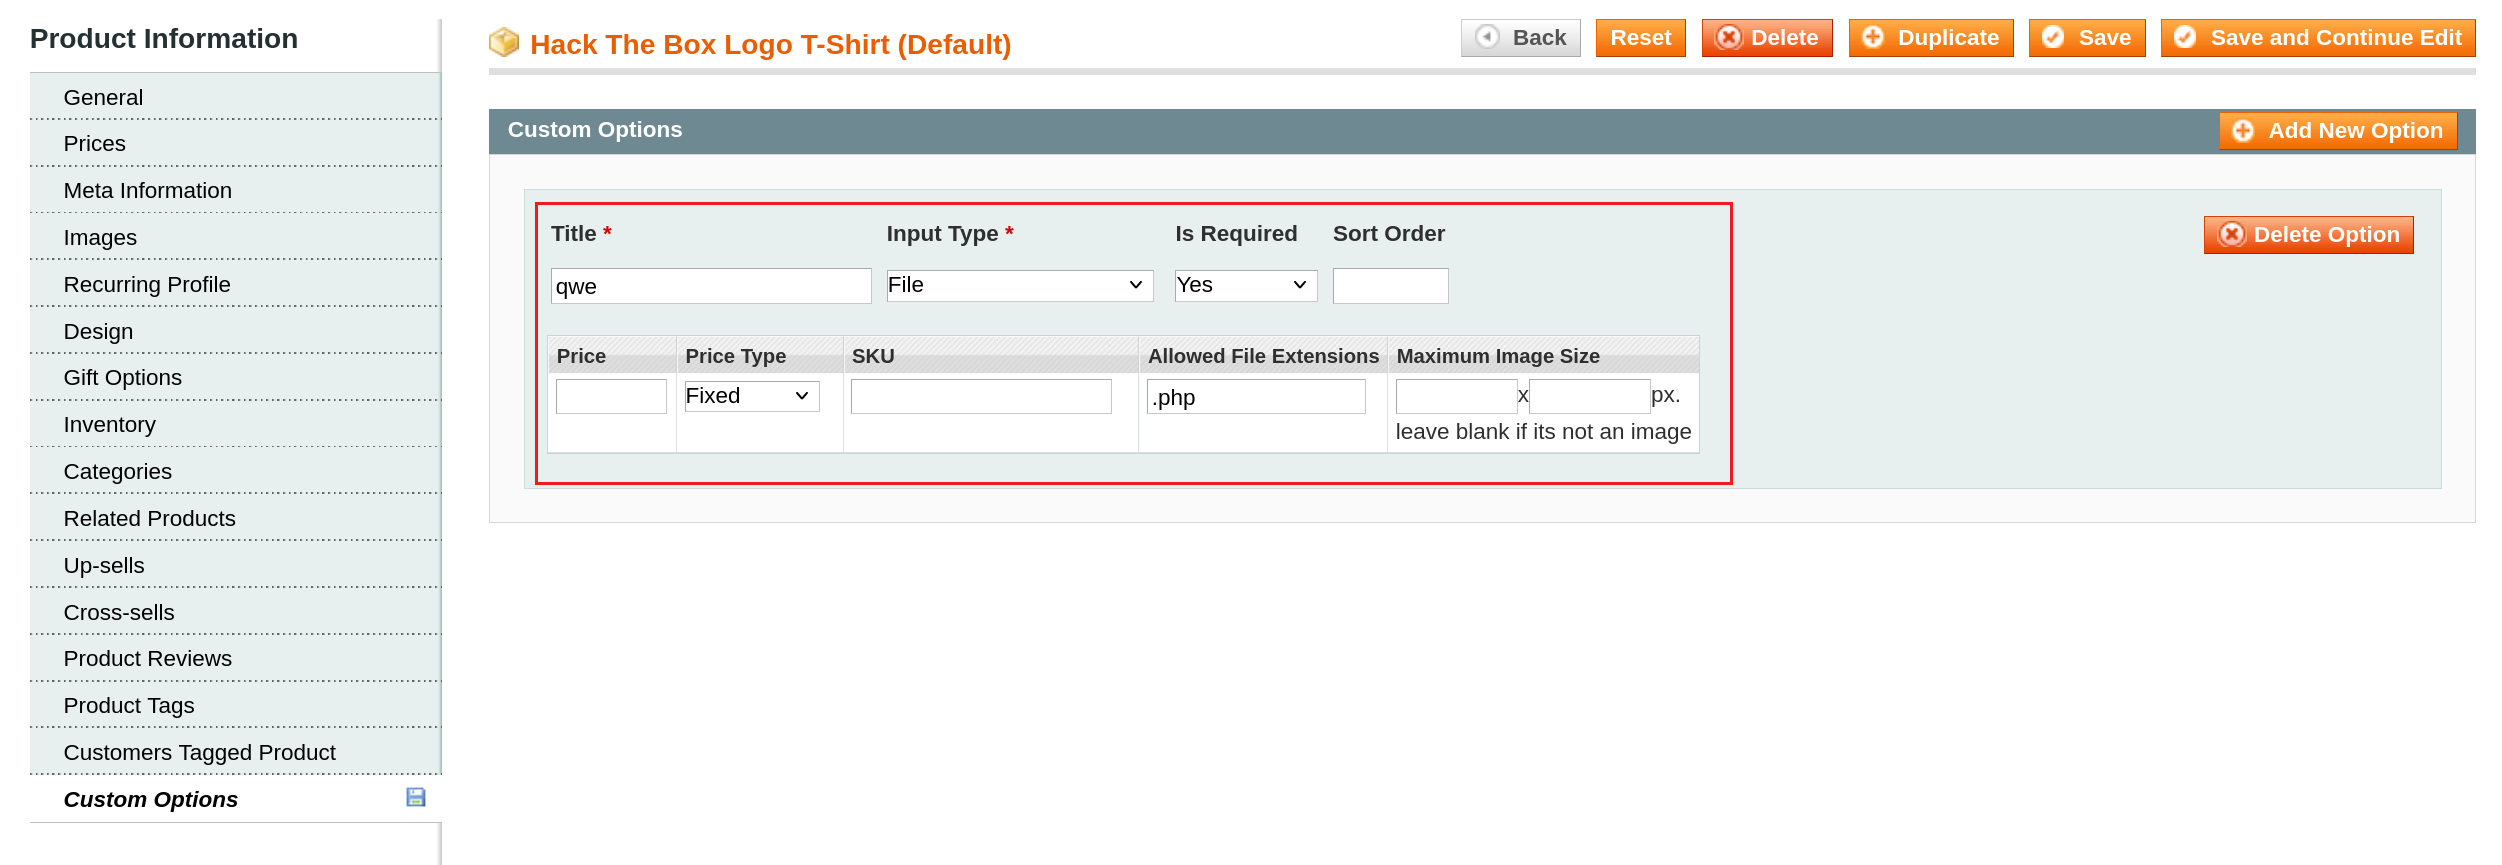 Product Information
General
Prices
Meta Information
Images
Recurring Profile
Design
Gift Options
Inventory
Categories
Related Products
Up-sells
Cross-sells
Product Reviews
Product Tags
Customers Tagged Product
Custom Options
Hack The Box Logo T-Shirt (Default)
Back Reset Delete Duplicate Save Save and Continue Edit
Custom Options Add New Option
Title * Input Type * Is Required Sort Order Delete Option
qwe File Yes
Price Price Type SKU Allowed File Extensions Maximum Image Size
Fixed .php x px.
leave blank if its not an image